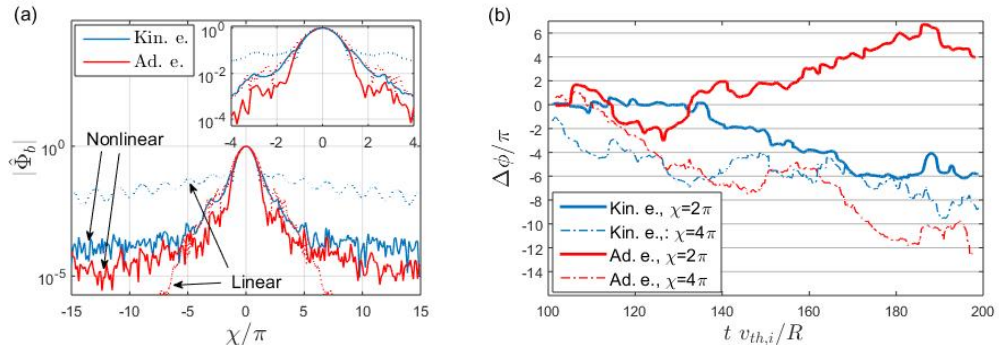 (a)
Kin. e.
Ad. e.
10^0
10^-2
10^-4
-4 -2 0 2 4
Nonlinear
Linear
|Φ̂_b|
10^0
10^-5
-15 -10 -5 0 5 10 15
χ/π
(b)
Δϕ/π
6
4
2
0
-2
-4
-6
-8
-10
-12
-14
Kin. e., χ=2π
Kin. e.,: χ=4π
Ad. e., χ=2π
Ad. e., χ=4π
100 120 140 160 180 200
t v_th,i/R